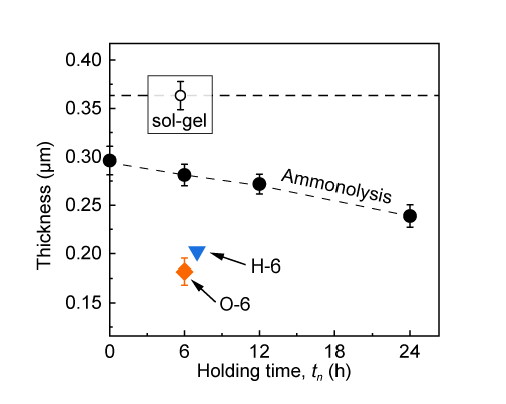 0.40
0.35
0.30
0.25
0.20
0.15
Thickness (μm)
sol-gel
Ammonolysis
H-6
O-6
0
6
12
18
24
Holding time, tn (h)